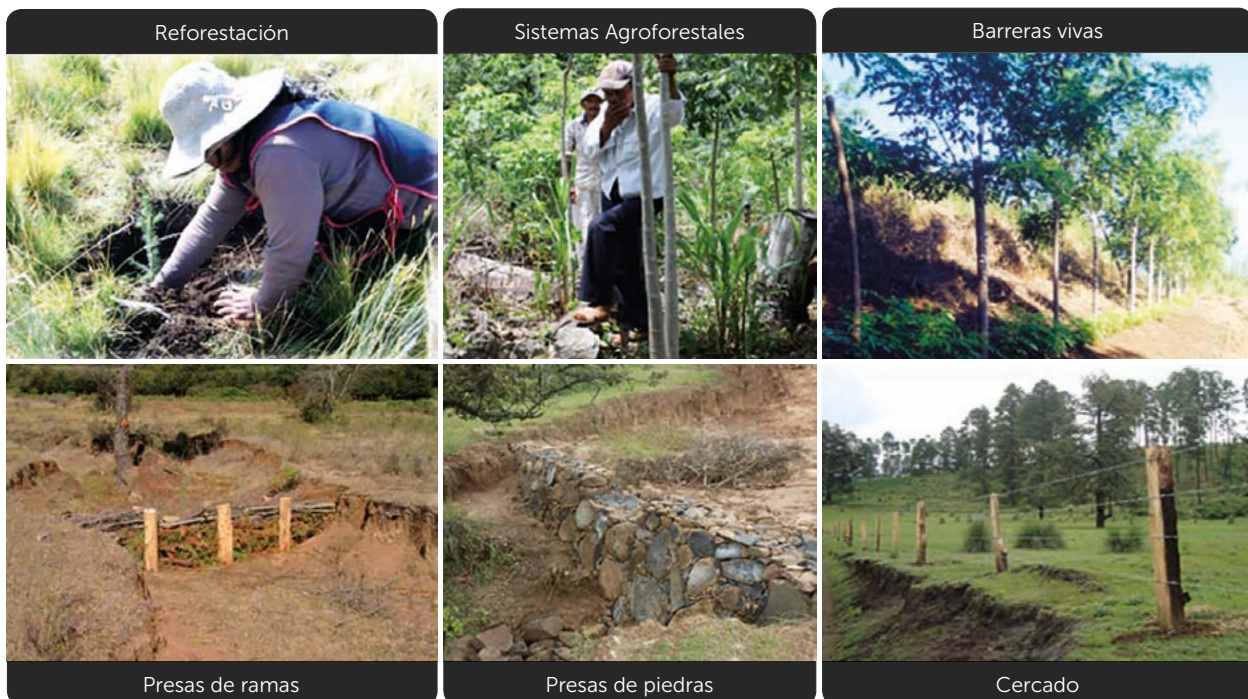 Reforestación
Sistemas Agroforestales
Barreras vivas
Presas de ramas
Presas de piedras
Cercado